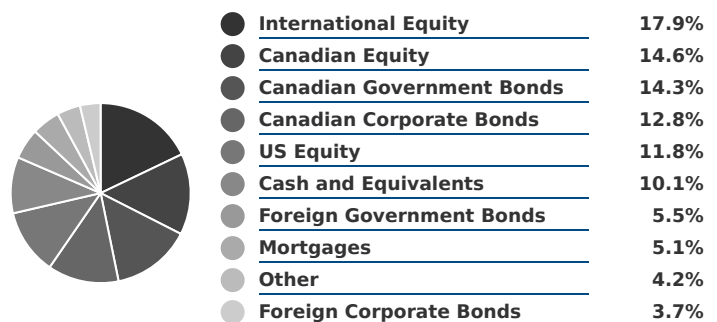 International Equity 17.9%
Canadian Equity 14.6%
Canadian Government Bonds 14.3%
Canadian Corporate Bonds 12.8%
US Equity 11.8%
Cash and Equivalents 10.1%
Foreign Government Bonds 5.5%
Mortgages 5.1%
Other 4.2%
Foreign Corporate Bonds 3.7%